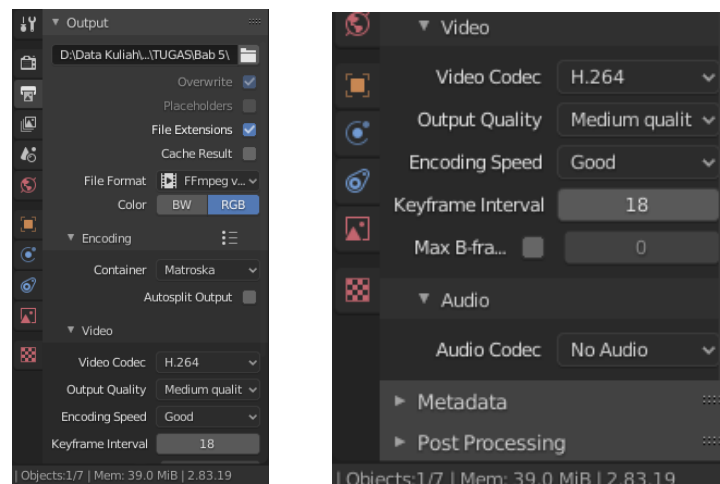 Output
D:\Data Kuliah\...\TUGAS\Bab 5\
Overwrite
Placeholders
File Extensions
Cache Result
File Format FFmpeg v...
Color BW RGB
Encoding
Container Matroska
Autosplit Output
Video
Video Codec H.264
Output Quality Medium qualit
Encoding Speed Good
Keyframe Interval 18
| Objects:1/7 | Mem: 39.0 MiB | 2.83.19
Video
Video Codec H.264
Output Quality Medium qualit
Encoding Speed Good
Keyframe Interval 18
Max B-fra... 0
Audio
Audio Codec No Audio
Metadata
Post Processing
| Objects:1/7 | Mem: 39.0 MiB | 2.83.19